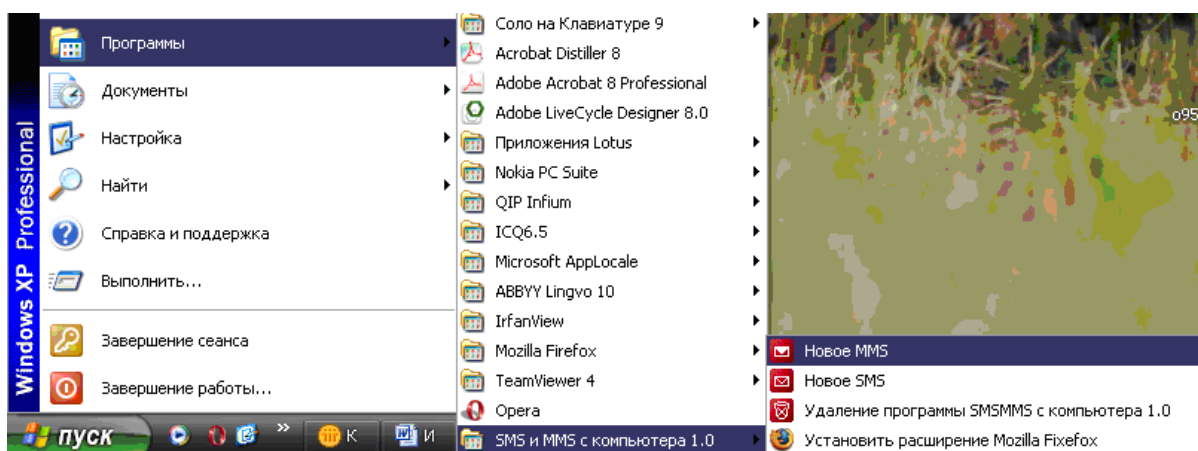 Windows XP Professional
Программы
Документы
Настройка
Найти
Справка и поддержка
Выполнить...
Завершение сеанса
Завершение работы...
пуск
»
К
И
Соло на Клавиатуре 9
Acrobat Distiller 8
Adobe Acrobat 8 Professional
Adobe LiveCycle Designer 8.0
Приложения Lotus
Nokia PC Suite
QIP Infium
ICQ6.5
Microsoft AppLocale
ABBYY Lingvo 10
IrfanView
Mozilla Firefox
TeamViewer 4
Opera
SMS и MMS с компьютера 1.0
o95
Новое MMS
Новое SMS
Удаление программы SMSMMS с компьютера 1.0
Установить расширение Mozilla Fixefox